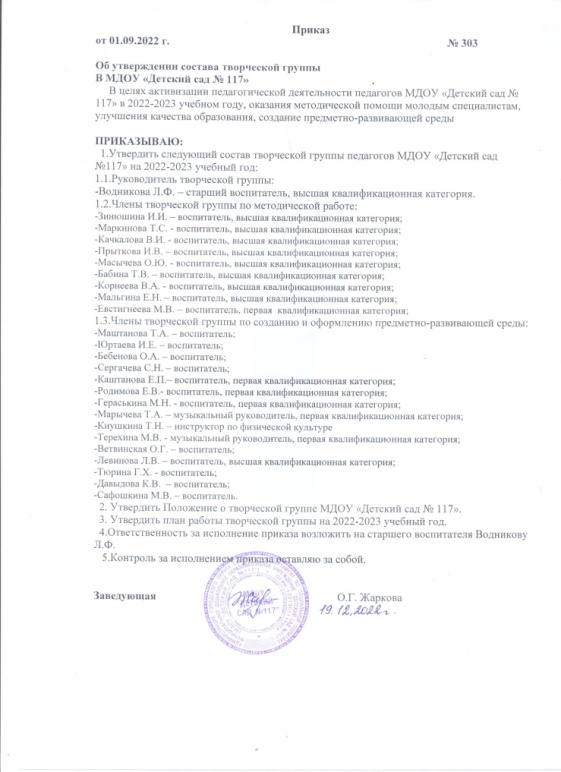 Приказ
от 01.09.2022 г. № 303
Об утверждении состава творческой группы
В МДОУ «Детский сад № 117»
В целях активизации педагогической деятельности педагогов МДОУ «Детский сад №
117» в 2022-2023 учебном году, оказания методической помощи молодым специалистам,
улучшения качества образования, создание предметно-развивающей среды
ПРИКАЗЫВАЮ:
1.Утвердить следующий состав творческой группы педагогов МДОУ «Детский сад
№117» на 2022-2023 учебный год:
1.1.Руководитель творческой группы:
-Водникова Л.Ф. – старший воспитатель, высшая квалификационная категория.
1.2.Члены творческой группы по методической работе:
-Зинюшина И.И. – воспитатель, высшая квалификационная категория;
-Маркинова Т.С. - воспитатель, высшая квалификационная категория;
-Качкалова В.И. - воспитатель, высшая квалификационная категория;
-Прыткова И.В. – воспитатель, высшая квалификационная категория;
-Масычева О.Ю. - воспитатель, высшая квалификационная категория;
-Бабина Т.В. – воспитатель, высшая квалификационная категория;
-Корнеева В.А. - воспитатель, высшая квалификационная категория;
-Мальгина Е.Н. – воспитатель, высшая квалификационная категория;
-Евстигнеева М.В. – воспитатель, первая квалификационная категория;
1.3.Члены творческой группы по созданию и оформлению предметно-развивающей среды:
-Маштанова Т.А. – воспитатель;
-Юртаева И.Е. – воспитатель;
-Бебенова О.А. – воспитатель;
-Сергачева С.Н. – воспитатель;
-Каштанова Е.П.– воспитатель, первая квалификационная категория;
-Родимова Е.В.- воспитатель, первая квалификационная категория;
-Гераськина М.Н. - воспитатель, первая квалификационная категория;
-Марычева Т.А. – музыкальный руководитель, первая квалификационная категория;
-Киушкина Т.Н. – инструктор по физической культуре
-Терехина М.В. - музыкальный руководитель, первая квалификационная категория;
-Ветвинская О.Г. – воспитатель;
-Левинова Л.В. – воспитатель, высшая квалификационная категория;
-Тюрина Г.Х. - воспитатель;
-Давыдова К.В. – воспитатель;
-Сафошкина М.В. – воспитатель.
2. Утвердить Положение о творческой группе МДОУ «Детский сад № 117».
3. Утвердить план работы творческой группы на 2022-2023 учебный год.
4.Ответственность за исполнение приказа возложить на старшего воспитателя Водникову
Л.Ф.
5.Контроль за исполнением приказа оставляю за собой.
Заведующая О.Г. Жаркова
САД №117"
19.12.2022г.